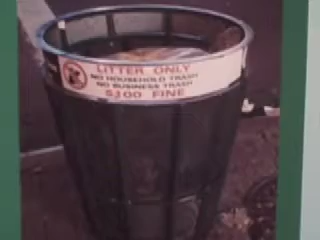 LITTER ONLY
NO HOUSEHOLD TRASH
NO BUSINESS TRASH
$100 FINE